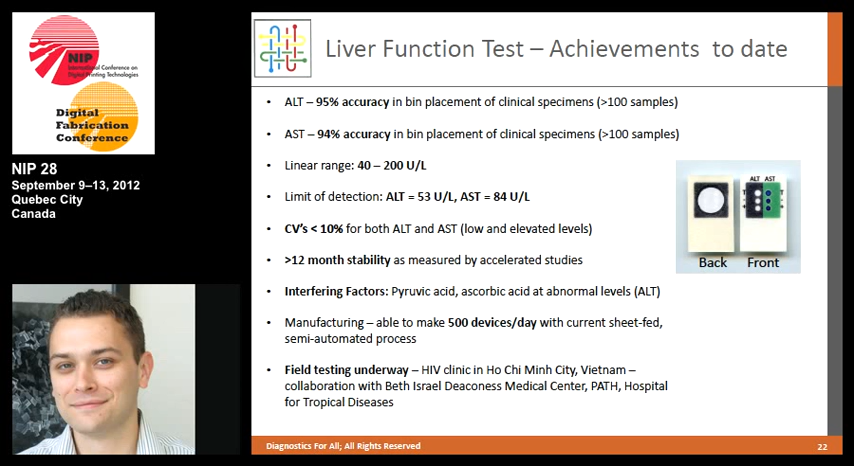 NIP
International Conference on
Digital Printing Technologies
Digital
Fabrication
Conference
NIP 28
September 9–13, 2012
Quebec City
Canada
Liver Function Test – Achievements to date
• ALT – 95% accuracy in bin placement of clinical specimens (>100 samples)
• AST – 94% accuracy in bin placement of clinical specimens (>100 samples)
• Linear range: 40 – 200 U/L
• Limit of detection: ALT = 53 U/L, AST = 84 U/L
• CV's < 10% for both ALT and AST (low and elevated levels)
• >12 month stability as measured by accelerated studies
• Interfering Factors: Pyruvic acid, ascorbic acid at abnormal levels (ALT)
• Manufacturing – able to make 500 devices/day with current sheet-fed,
semi-automated process
• Field testing underway – HIV clinic in Ho Chi Minh City, Vietnam –
collaboration with Beth Israel Deaconess Medical Center, PATH, Hospital
for Tropical Diseases
ALT AST
Back Front
Diagnostics For All; All Rights Reserved
22